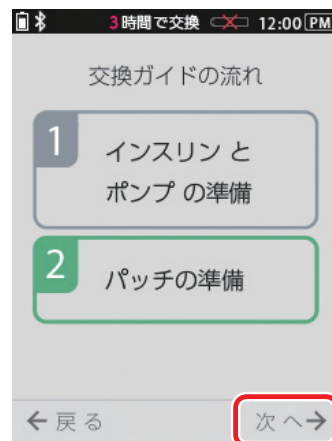 3時間で交換 12:00 PM
交換ガイドの流れ
1
インスリン と
ポンプ の準備
2
パッチの準備
←戻る 次へ→